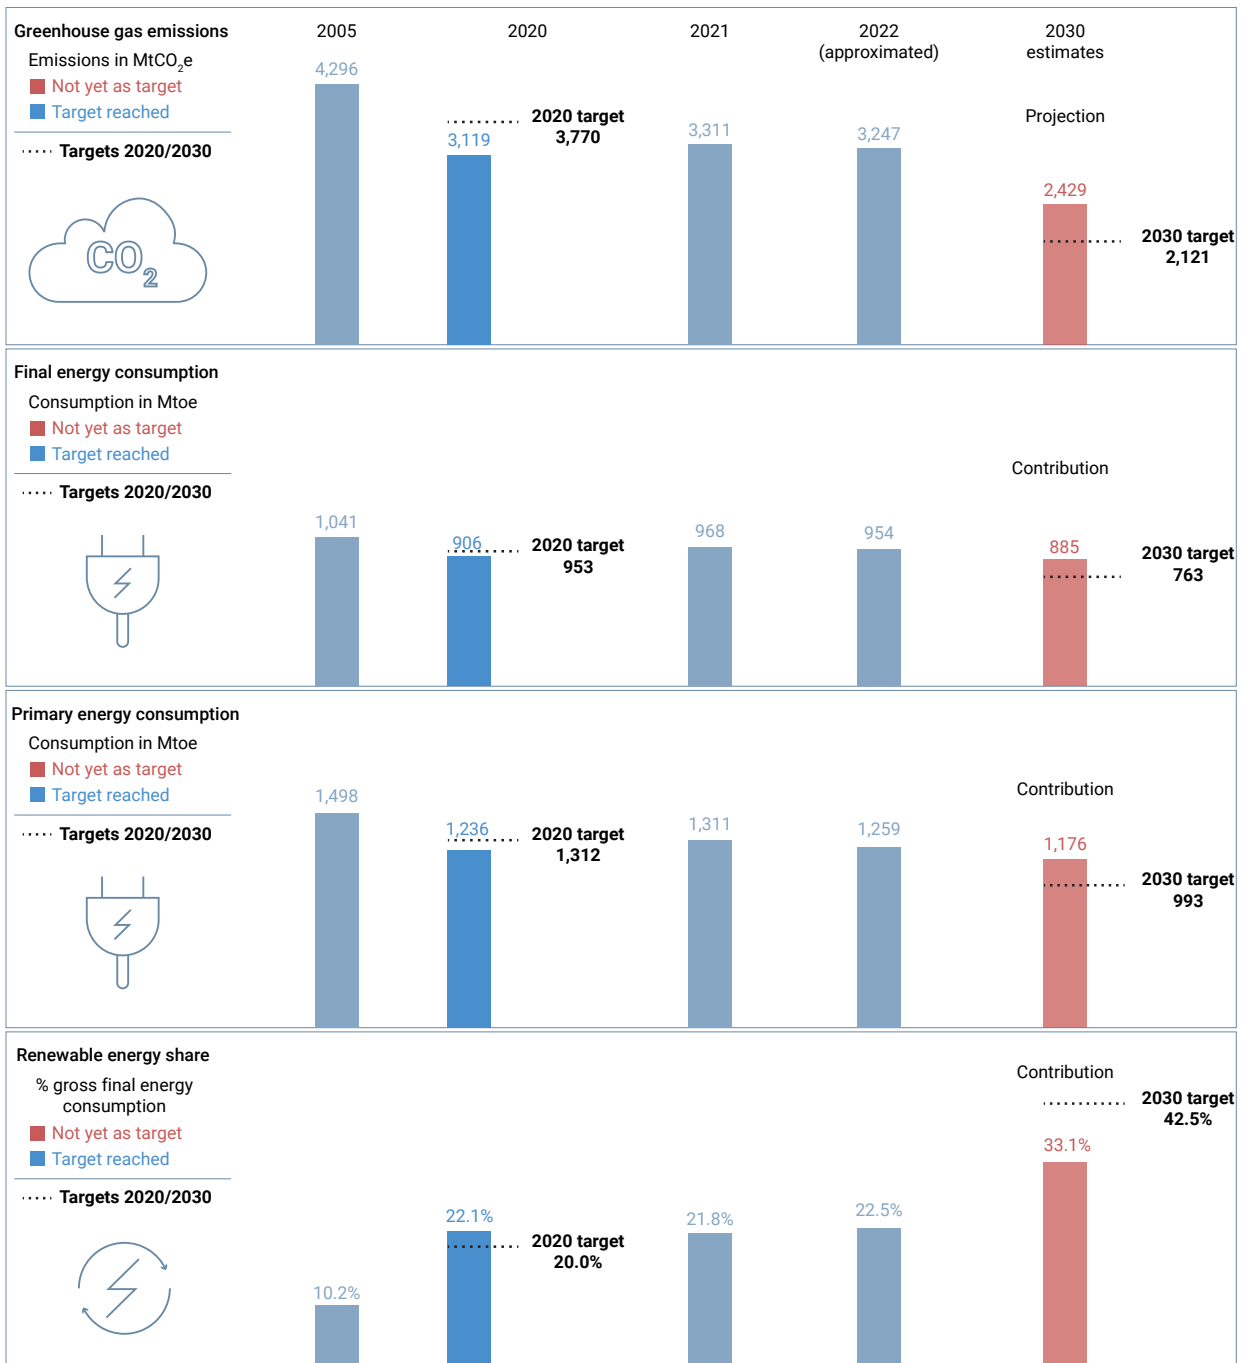 Greenhouse gas emissions
Emissions in MtCO2e
Not yet as target
Target reached
Targets 2020/2030
CO2
2005
2020
2021
2022
(approximated)
2030
estimates
4,296
3,119
2020 target
3,770
3,311
3,247
Projection
2,429
2030 target
2,121
Final energy consumption
Consumption in Mtoe
Not yet as target
Target reached
Targets 2020/2030
1,041
906
2020 target
953
968
954
Contribution
885
2030 target
763
Primary energy consumption
Consumption in Mtoe
Not yet as target
Target reached
Targets 2020/2030
1,498
1,236
2020 target
1,312
1,311
1,259
Contribution
1,176
2030 target
993
Renewable energy share
% gross final energy
consumption
Not yet as target
Target reached
Targets 2020/2030
10.2%
22.1%
2020 target
20.0%
21.8%
22.5%
Contribution
2030 target
42.5%
33.1%